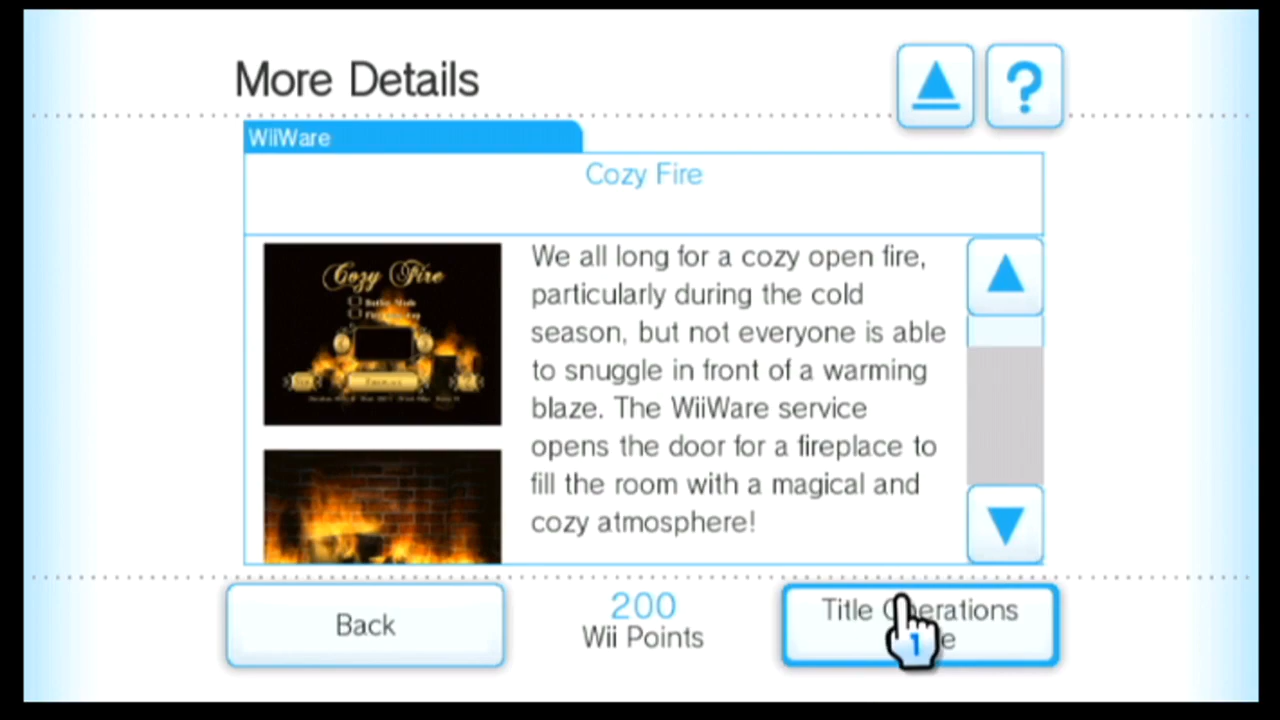 More Details
?
WiiWare
Cozy Fire
Cozy Fire
We all long for a cozy open fire,
particularly during the cold
season, but not everyone is able
to snuggle in front of a warming
blaze. The WiiWare service
opens the door for a fireplace to
fill the room with a magical and
cozy atmosphere!
Back
200
Wii Points
Title
1